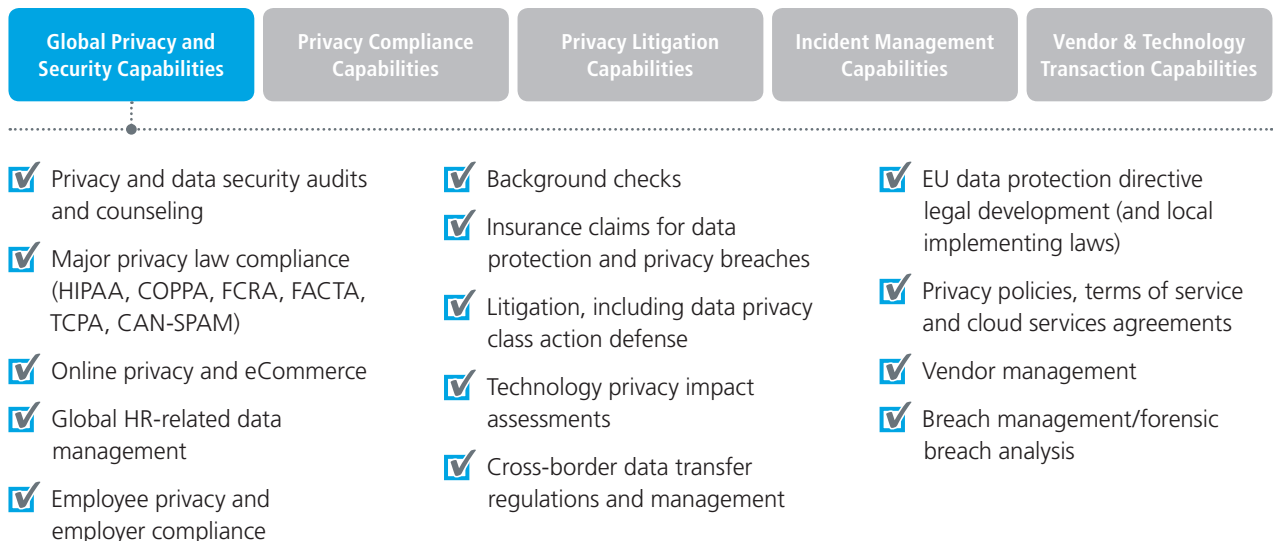 Global Privacy and
Security Capabilities
Privacy Compliance
Capabilities
Privacy Litigation
Capabilities
Incident Management
Capabilities
Vendor & Technology
Transaction Capabilities
Privacy and data security audits
and counseling
Major privacy law compliance
(HIPAA, COPPA, FCRA, FACTA,
TCPA, CAN-SPAM)
Online privacy and eCommerce
Global HR-related data
management
Employee privacy and
employer compliance
Background checks
Insurance claims for data
protection and privacy breaches
Litigation, including data privacy
class action defense
Technology privacy impact
assessments
Cross-border data transfer
regulations and management
EU data protection directive
legal development (and local
implementing laws)
Privacy policies, terms of service
and cloud services agreements
Vendor management
Breach management/forensic
breach analysis